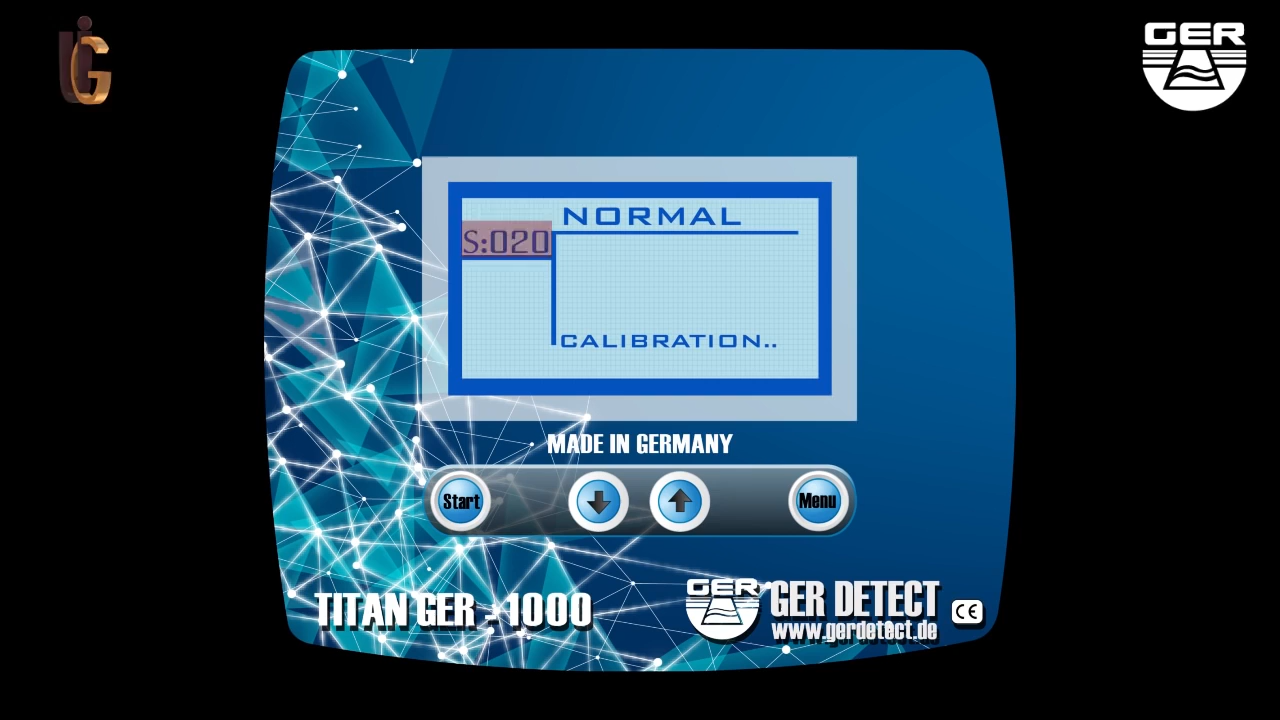 GER
NORMAL
S:020
CALIBRATION..
MADE IN GERMANY
Start
Menu
TITAN GER - 1000
GER
GER DETECT
www.gerdetect.de
CE